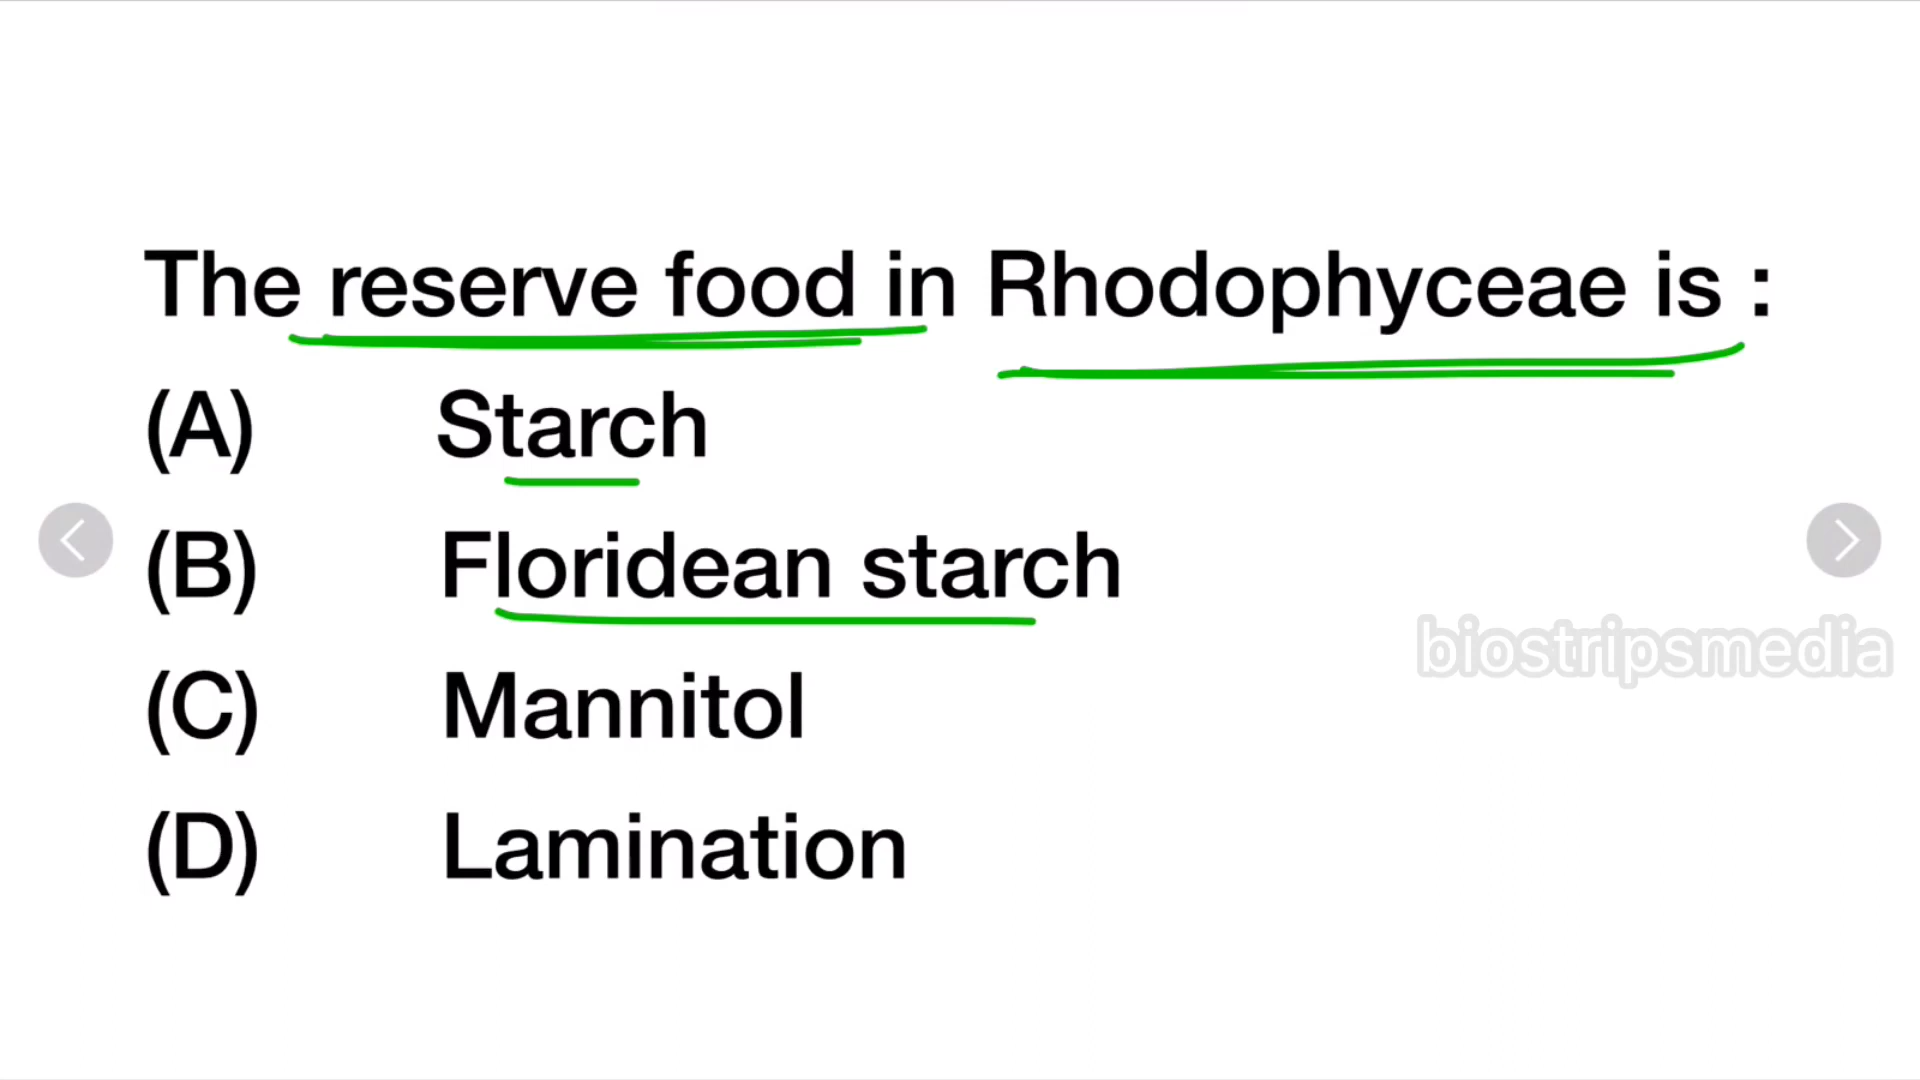 The reserve food in Rhodophyceae is :
(A) Starch
(B) Floridean starch
biostripsmedia
(C) Mannitol
(D) Lamination